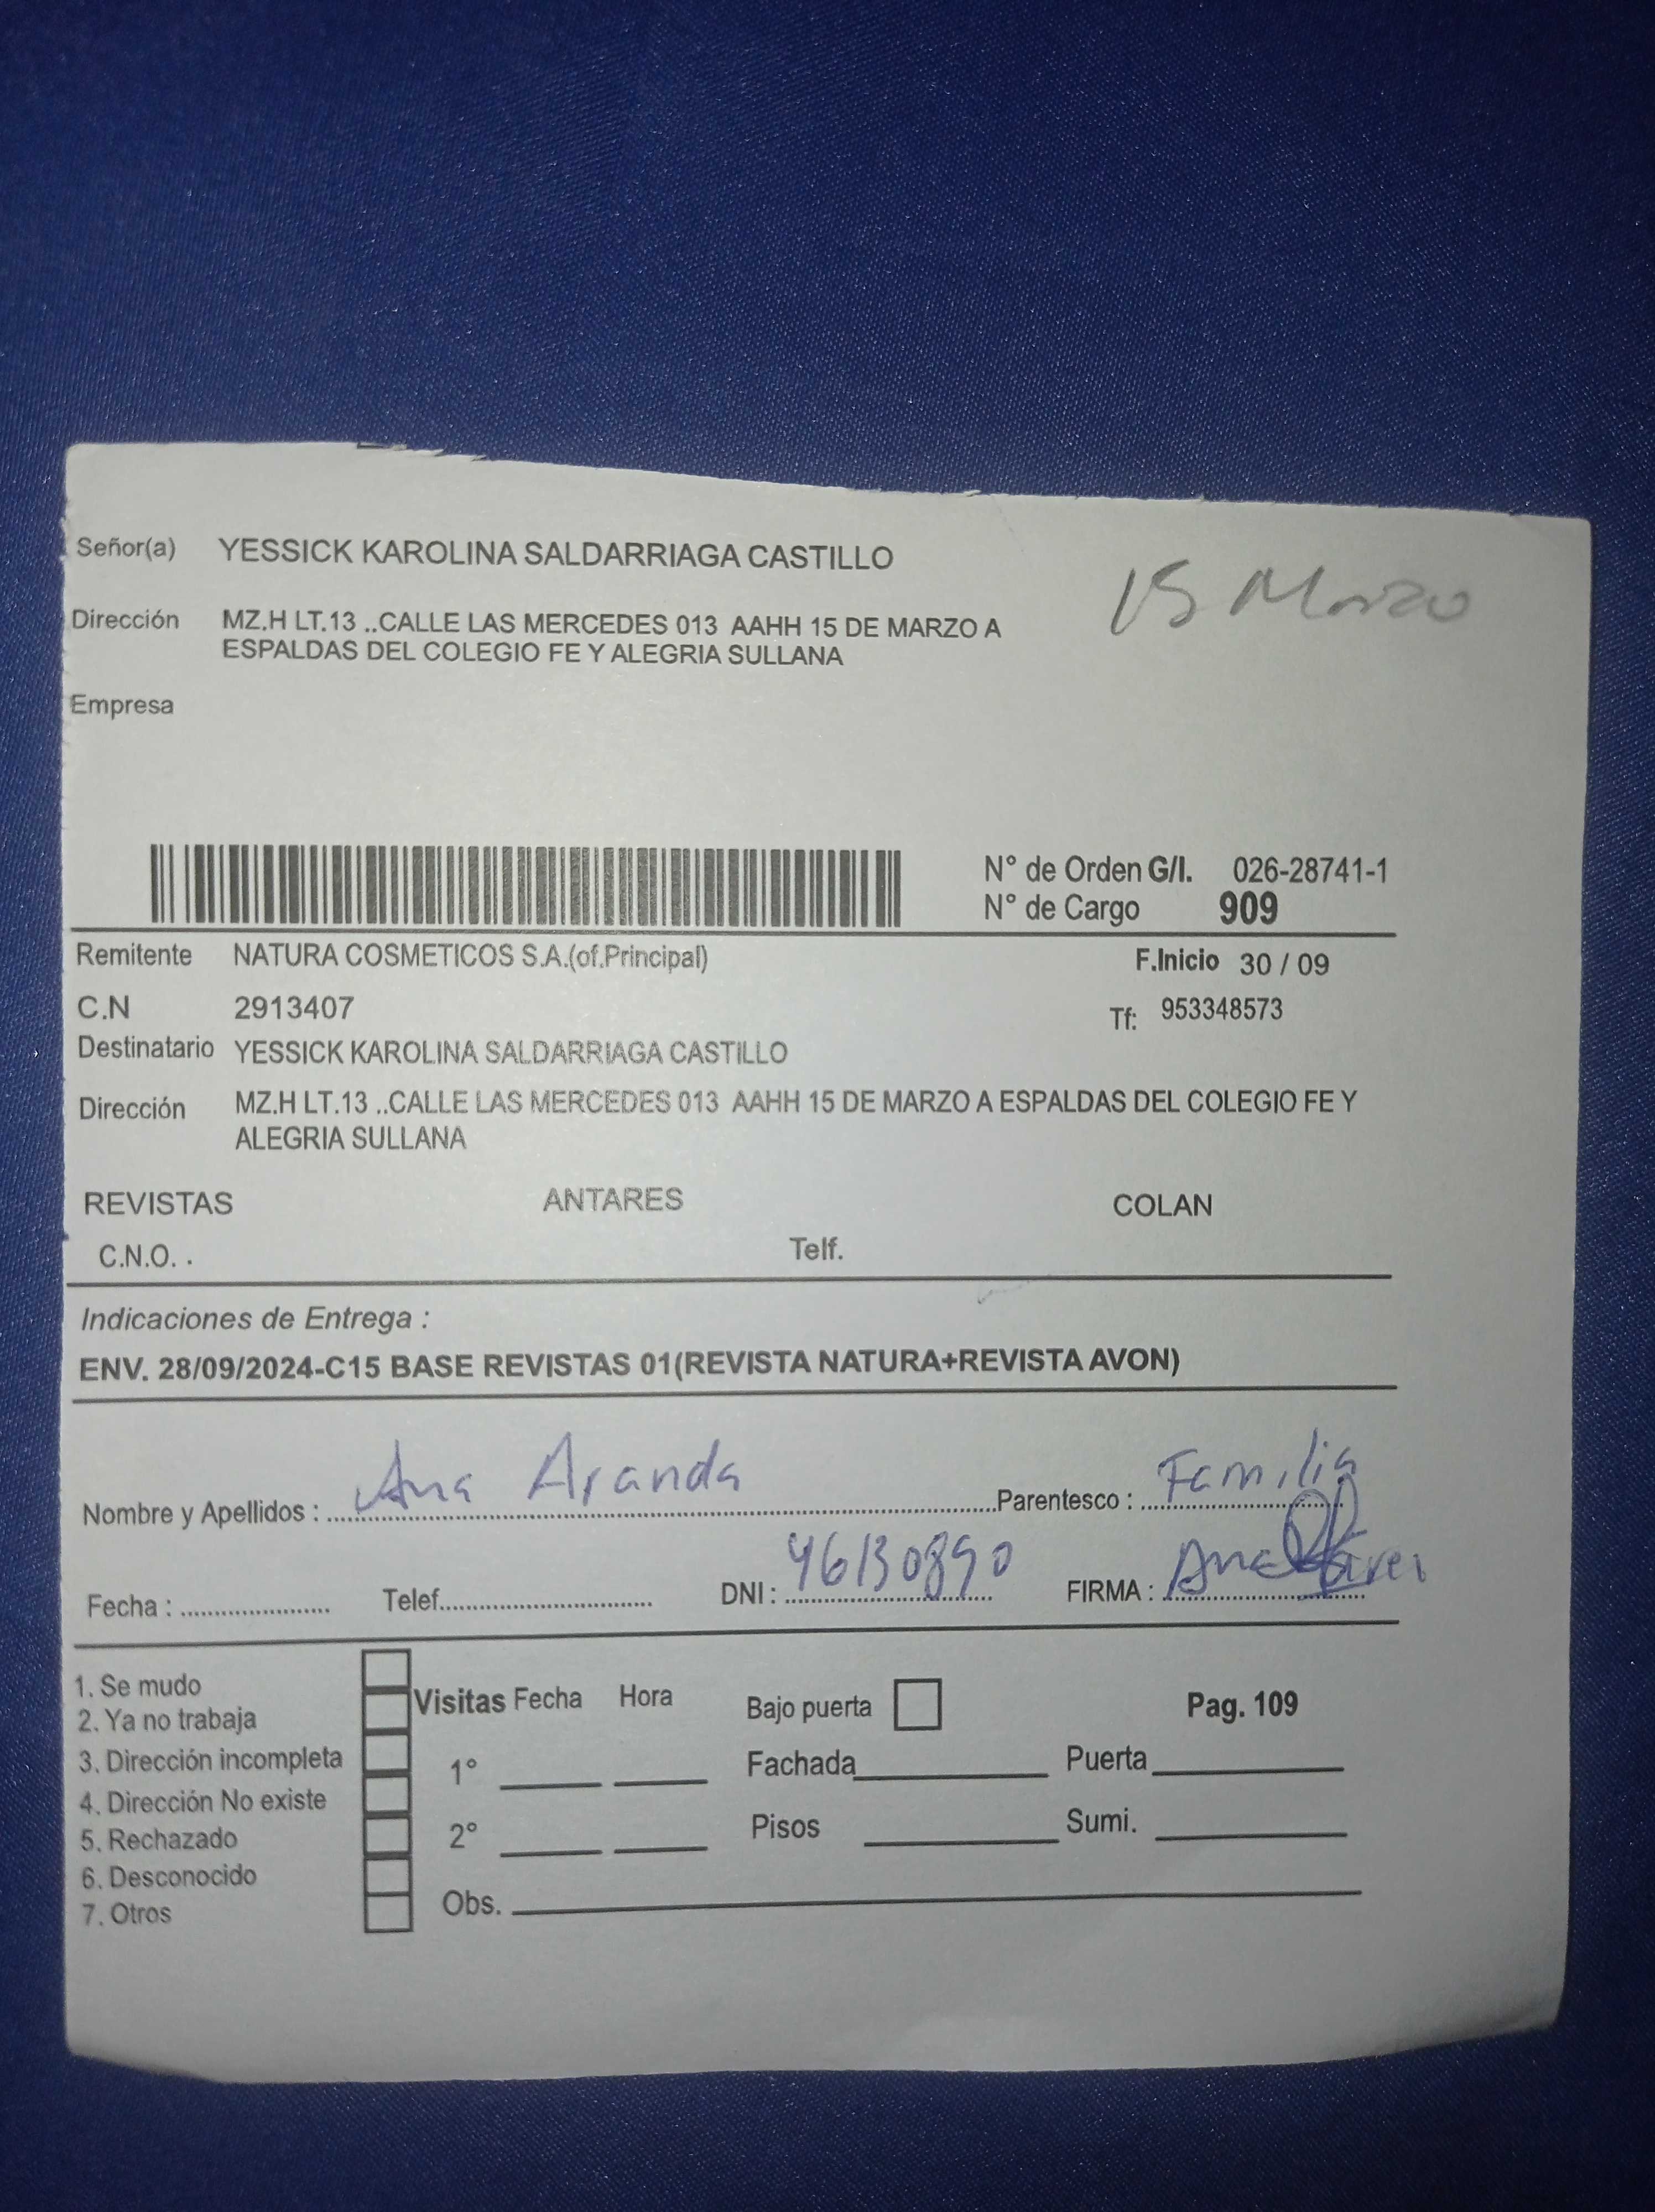 Señor(a) YESSICK KAROLINA SALDARRIAGA CASTILLO
15 Marzo
Dirección MZ.H LT.13 ..CALLE LAS MERCEDES 013 AAHH 15 DE MARZO A
ESPALDAS DEL COLEGIO FE Y ALEGRIA SULLANA
Empresa
N° de Orden G/I. 026-28741-1
N° de Cargo 909
Remitente NATURA COSMETICOS S.A.(of.Principal) F.Inicio 30 / 09
C.N 2913407 Tf: 953348573
Destinatario YESSICK KAROLINA SALDARRIAGA CASTILLO
Dirección MZ.H LT.13 ..CALLE LAS MERCEDES 013 AAHH 15 DE MARZO A ESPALDAS DEL COLEGIO FE Y
ALEGRIA SULLANA
REVISTAS ANTARES COLAN
C.N.O. . Telf.
Indicaciones de Entrega :
ENV. 28/09/2024-C15 BASE REVISTAS 01(REVISTA NATURA+REVISTA AVON)
Nombre y Apellidos : Ana Aranda Parentesco : Familia
Fecha : Telef. DNI : 46130890 FIRMA :
1. Se mudo
2. Ya no trabaja Visitas Fecha Hora Bajo puerta Pag. 109
3. Dirección incompleta 1° Fachada Puerta
4. Dirección No existe
5. Rechazado 2° Pisos Sumi.
6. Desconocido
7. Otros Obs.